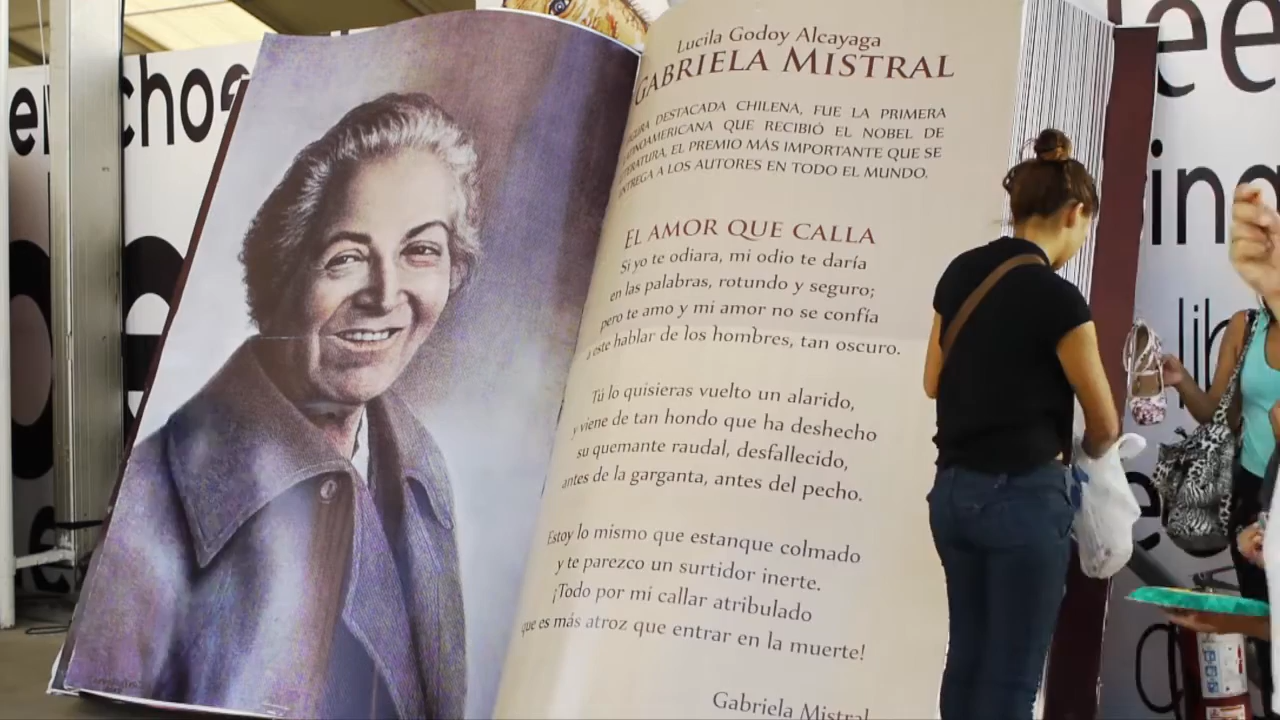 Lucila Godoy Alcayaga
GABRIELA MISTRAL
DESTACADA CHILENA, FUE LA PRIMERA
QUE RECIBIÓ EL NOBEL DE
EL PREMIO MÁS IMPORTANTE QUE SE
A LOS AUTORES EN TODO EL MUNDO.
EL AMOR QUE CALLA
Si yo te odiara, mi odio te daría
en las palabras, rotundo y seguro;
pero te amo y mi amor no se confía
a este hablar de los hombres, tan oscuro.
Tú lo quisieras vuelto un alarido,
y viene de tan hondo que ha deshecho
su quemante raudal, desfallecido,
antes de la garganta, antes del pecho.
Estoy lo mismo que estanque colmado
y te parezco un surtidor inerte.
¡Todo por mi callar atribulado
que es más atroz que entrar en la muerte!
Gabriela Mistral